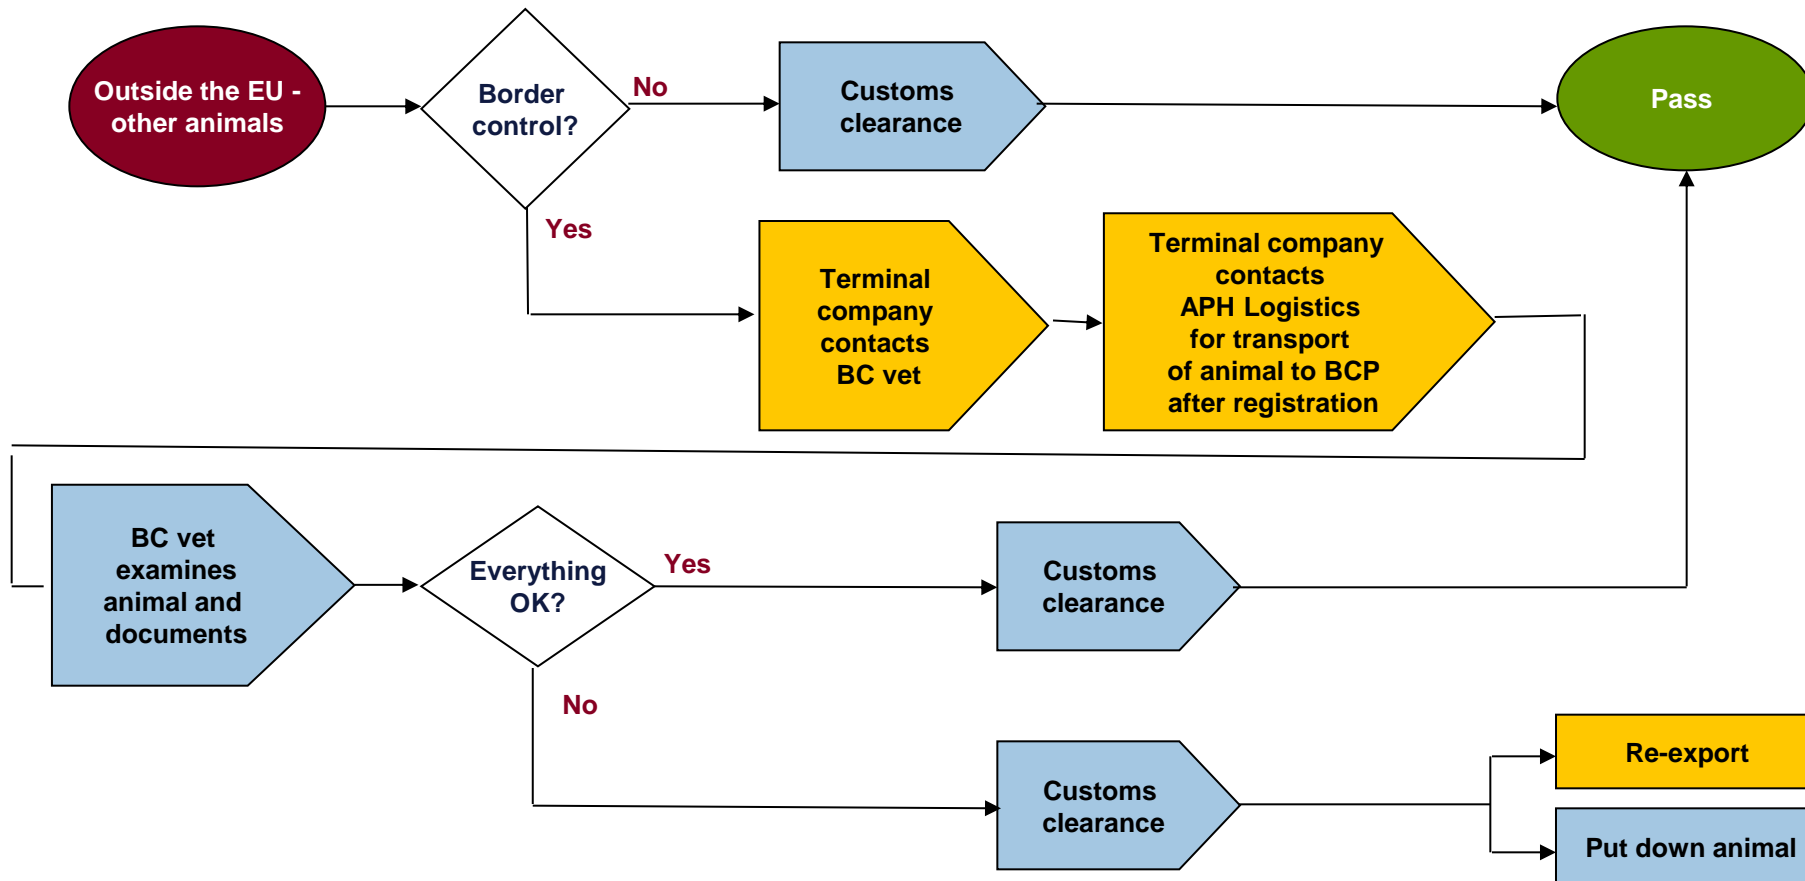 Outside the EU -
other animals
Border
control?
No
Customs
clearance
Pass
Yes
Terminal
company
contacts
BC vet
Terminal company
contacts
APH Logistics
for transport
of animal to BCP
after registration
BC vet
examines
animal and
documents
Everything
OK?
Yes
Customs
clearance
No
Customs
clearance
Re-export
Put down animal